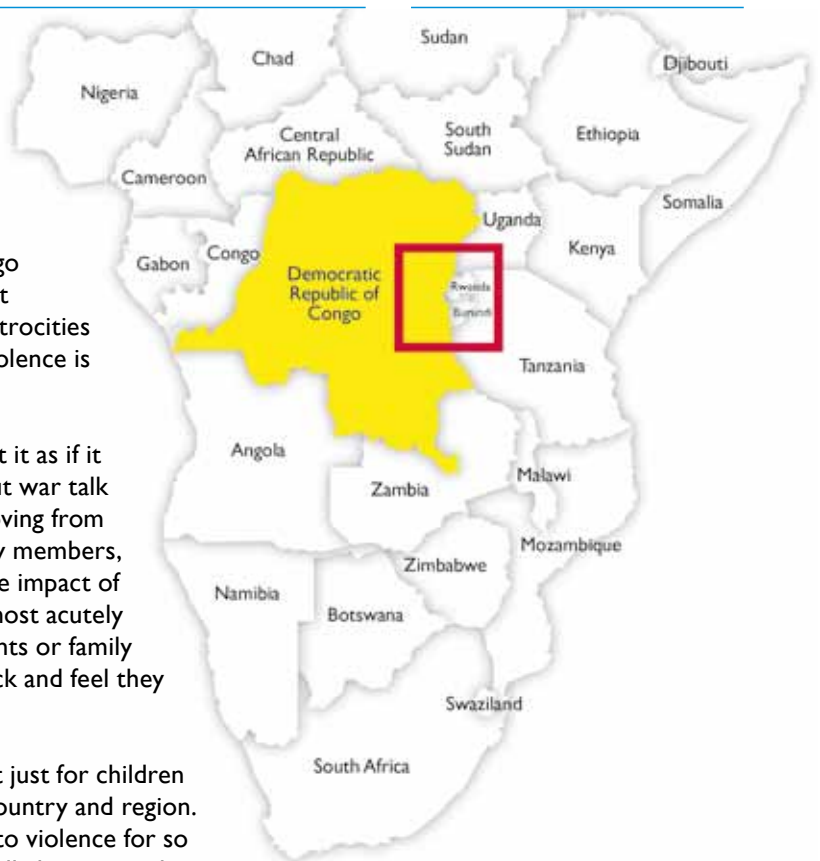 Sudan
Chad
Djibouti
Nigeria
Central
African Republic
South
Sudan
Ethiopia
Cameroon
Somalia
Uganda
Kenya
Gabon
Congo
Democratic
Republic of
Congo
Rwanda
Burundi
Tanzania
Angola
Malawi
Zambia
Mozambique
Zimbabwe
Namibia
Botswana
Swaziland
South Africa
go
t
trocities
olence is
t it as if it
ut war talk
oving from
y members,
e impact of
most acutely
nts or family
ck and feel they
t just for children
ountry and region.
to violence for so